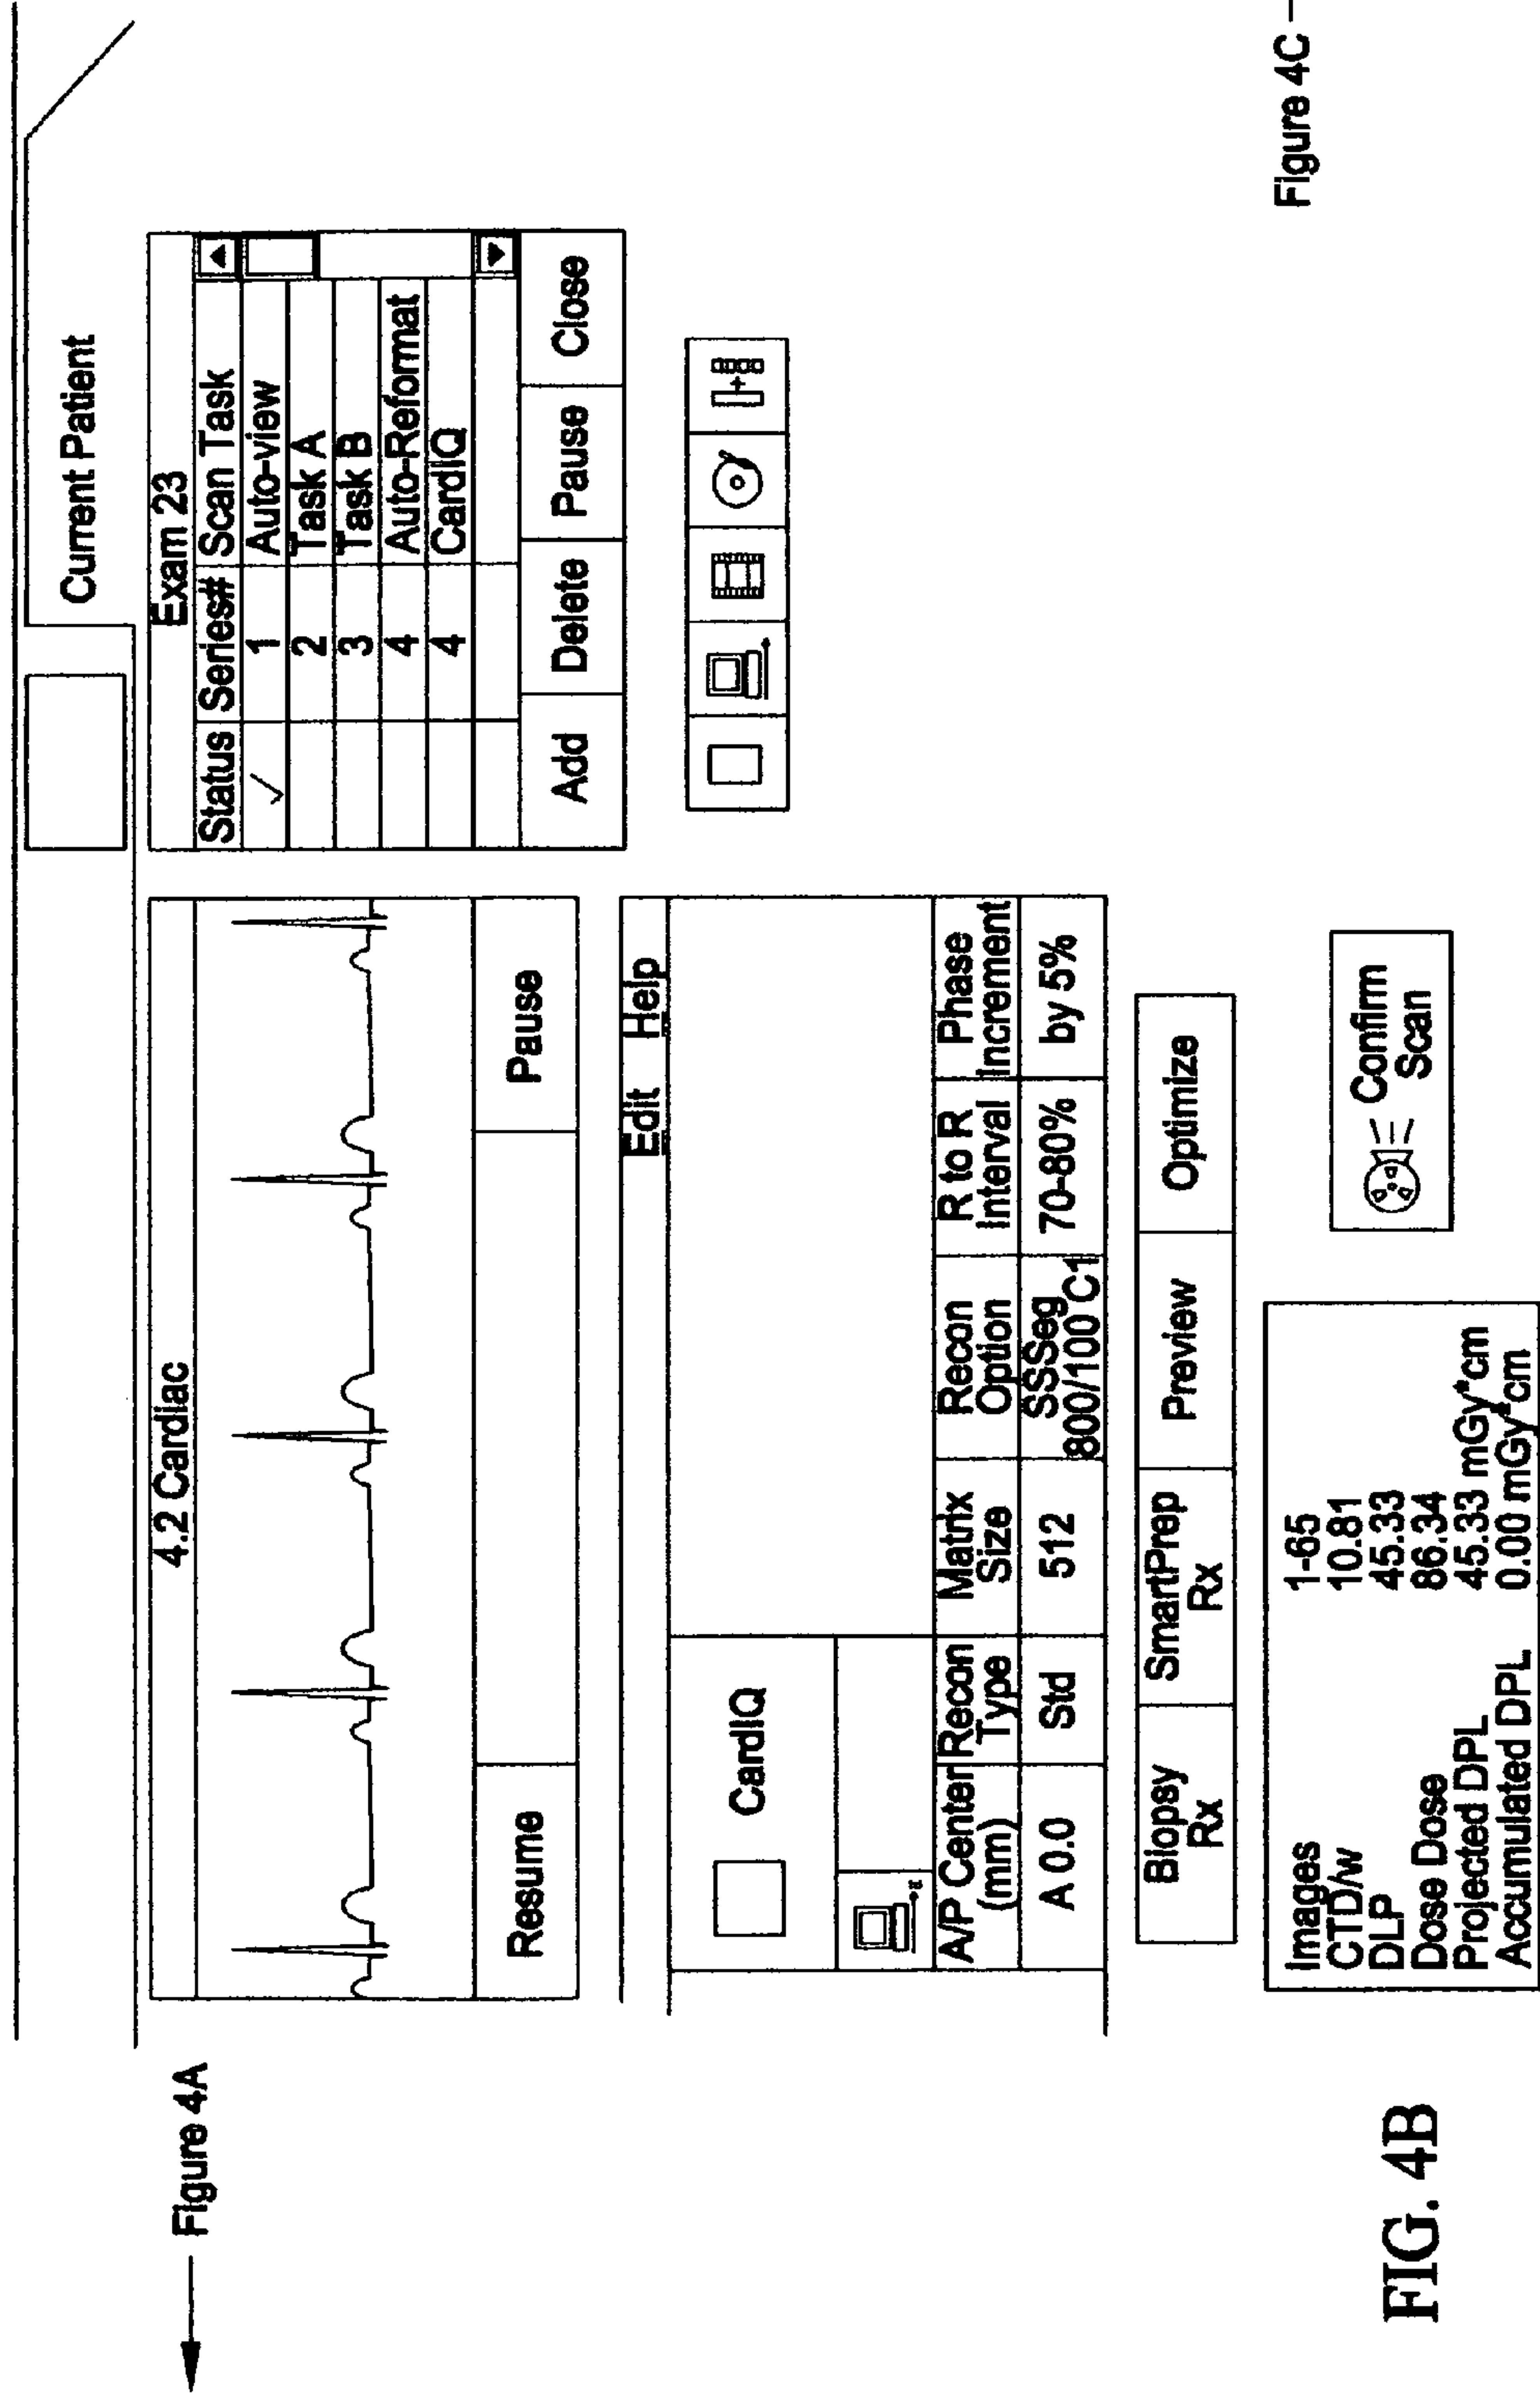 Figure 4A
Current Patient
4.2 Cardiac
Resume
Pause
Exam 23
Status Series# Scan Task
1 Auto-view
2 Task A
3 Task B
4 Auto-Reformat
4 CardIQ
Add Delete Pause Close
Edit Help
CardIQ
A/P Center
(mm)
Recon
Type
Matrix
Size
Recon
Option
R to R
Interval
Phase
Increment
A 0.0
Std
512
SSSeg
800/100 C1
70-80%
by 5%
Biopsy
Rx
SmartPrep
Rx
Preview
Optimize
Images 1-65
CTD/w 10.81
DLP 45.33
Dose Dose 86.34
Projected DPL 45.33 mGy*cm
Accumulated DPL 0.00 mGy*cm
Confirm
Scan
Figure 4C
FIG. 4B